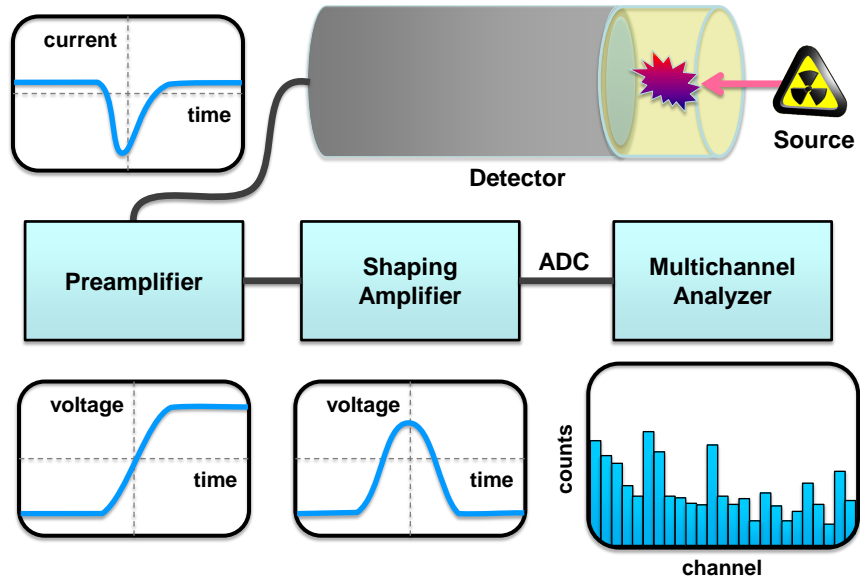 current
time
Source
Detector
Preamplifier
Shaping
Amplifier
ADC
Multichannel
Analyzer
voltage
time
voltage
time
counts
channel